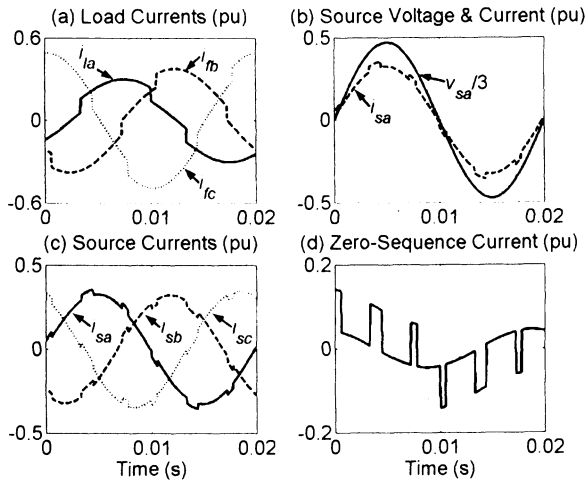 (a) Load Currents (pu)
0.6
0
-0.6
0
0.01
0.02
i_la
I_fb
I_fc
(b) Source Voltage & Current (pu)
0.5
0
-0.5
0
0.01
0.02
v_sa/3
I_sa
(c) Source Currents (pu)
0.5
0
-0.5
0
0.01
0.02
I_sa
I_sb
I_sc
Time (s)
(d) Zero-Sequence Current (pu)
0.2
0
-0.2
0
0.01
0.02
Time (s)